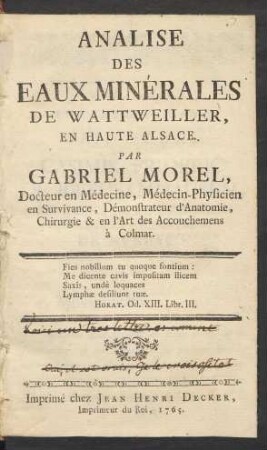 ANALISE
DES
EAUX MINÉRALES
DE WATTWEILLER,
EN HAUTE ALSACE.
PAR
GABRIEL MOREL,
Docteur en Médecine, Médecin-Physicien
en Survivance, Démonstrateur d'Anatomie,
Chirurgie & en l'Art des Accouchemens
à Colmar.
Fies nobilium tu quoque fontium:
Me dicente cavis impositam ilicem
Saxis, undè loquaces
Lymphæ desiliunt tuæ.
HORAT. Od. XIII. Libr. III.
Imprimé chez JEAN HENRI DECKER,
Imprimeur du Roi, 1765.